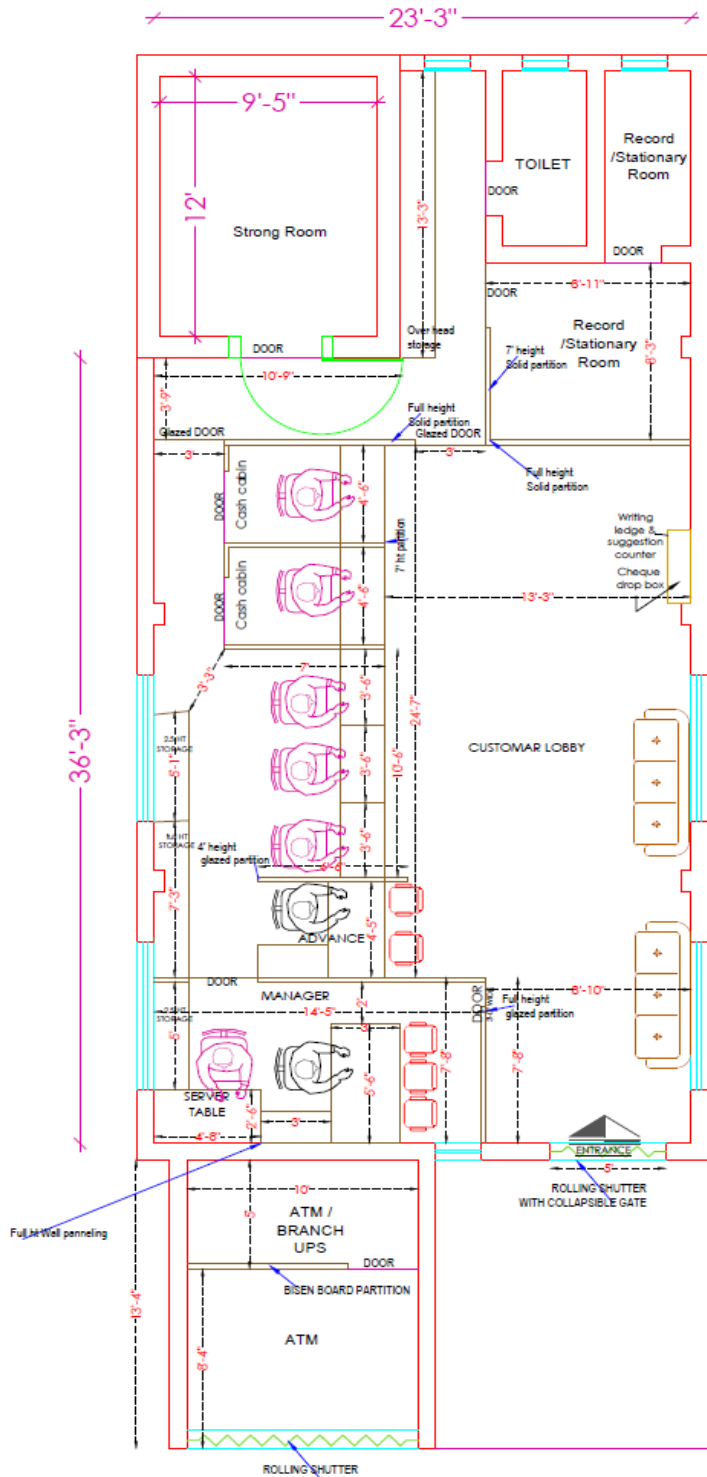 23'-3"
9'-5"
12'
Strong Room
DOOR
13'-3"
TOILET
DOOR
Record
/Stationary
Room
DOOR
DOOR
8'-11"
Record
/Stationary
Room
8'-3"
Over head
storage
7' height
Solid partition
10'-9"
3'-9"
Full height
Solid partition
Glazed DOOR
Glazed DOOR
3'
3'
Full height
Solid partition
36'-3"
DOOR
Cash cabin
4'-6"
7' ht partition
DOOR
Cash cabin
4'-6"
Writing
ledge &
suggestion
counter
Cheque
drop box
13'-3"
3'-3"
7'
3'-6"
24'-7"
10'-6"
3'-6"
3'-6"
CUSTOMAR LOBBY
2.5 HT
STORAGE
5'-1"
STORAGE
4' height
glazed partition
6'-6"
7'-3"
ADVANCE
4'-5"
DOOR
MANAGER
2'
14'-5"
DOOR
Full height
glazed partition
8'-10"
2.5 HT
STORAGE
5'
3'
5'-6"
7'-8"
7'-8"
SERVER
TABLE
2'-6"
3'
4'-8"
ENTRANCE
5'
ROLLING SHUTTER
WITH COLLAPSIBLE GATE
Full ht Wall panneling
10'
5'
ATM /
BRANCH
UPS
DOOR
BISEN BOARD PARTITION
13'-4"
8'-4"
ATM
ROLLING SHUTTER